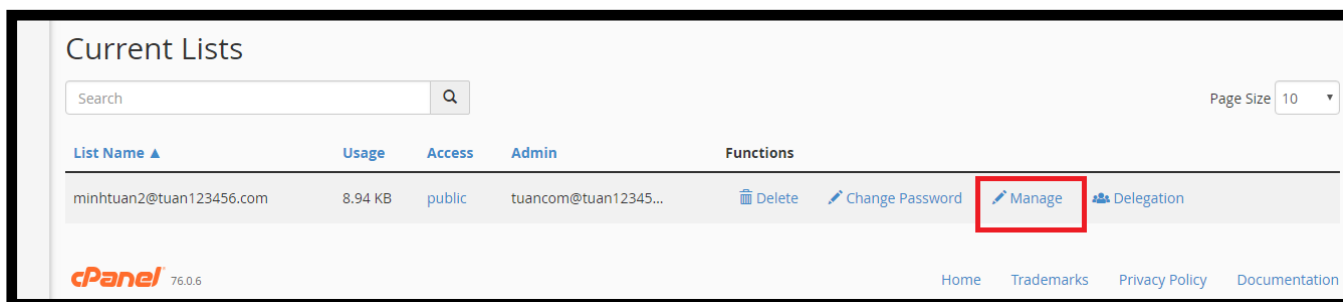 Current Lists
Search
Page Size 10
List Name ▲ Usage Access Admin Functions
minhtuan2@tuan123456.com 8.94 KB public tuancom@tuan12345... Delete Change Password Manage Delegation
cPanel 76.0.6 Home Trademarks Privacy Policy Documentation